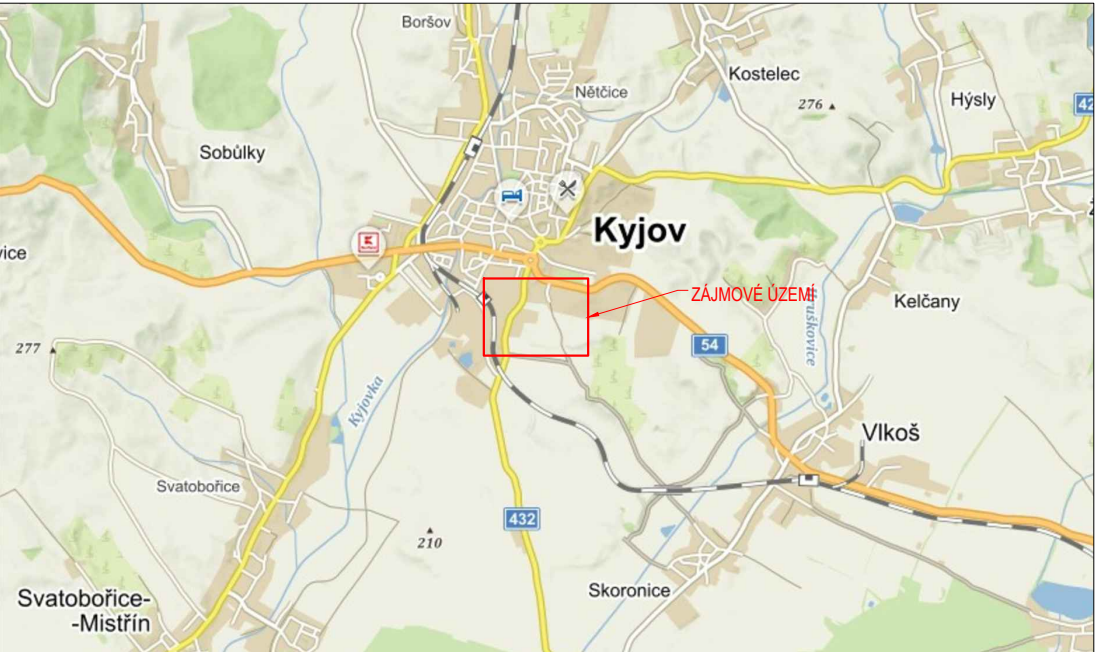 Boršov
Kostelec
Nětčice
276
Hýsly
42
Sobůlky
Kyjov
vice
ZÁJMOVÉ ÚZEMÍ
Kelčany
277
54
Kyjovka
Vlkoš
Svatobořice
432
210
Skoronice
Svatobořice-
-Mistřín